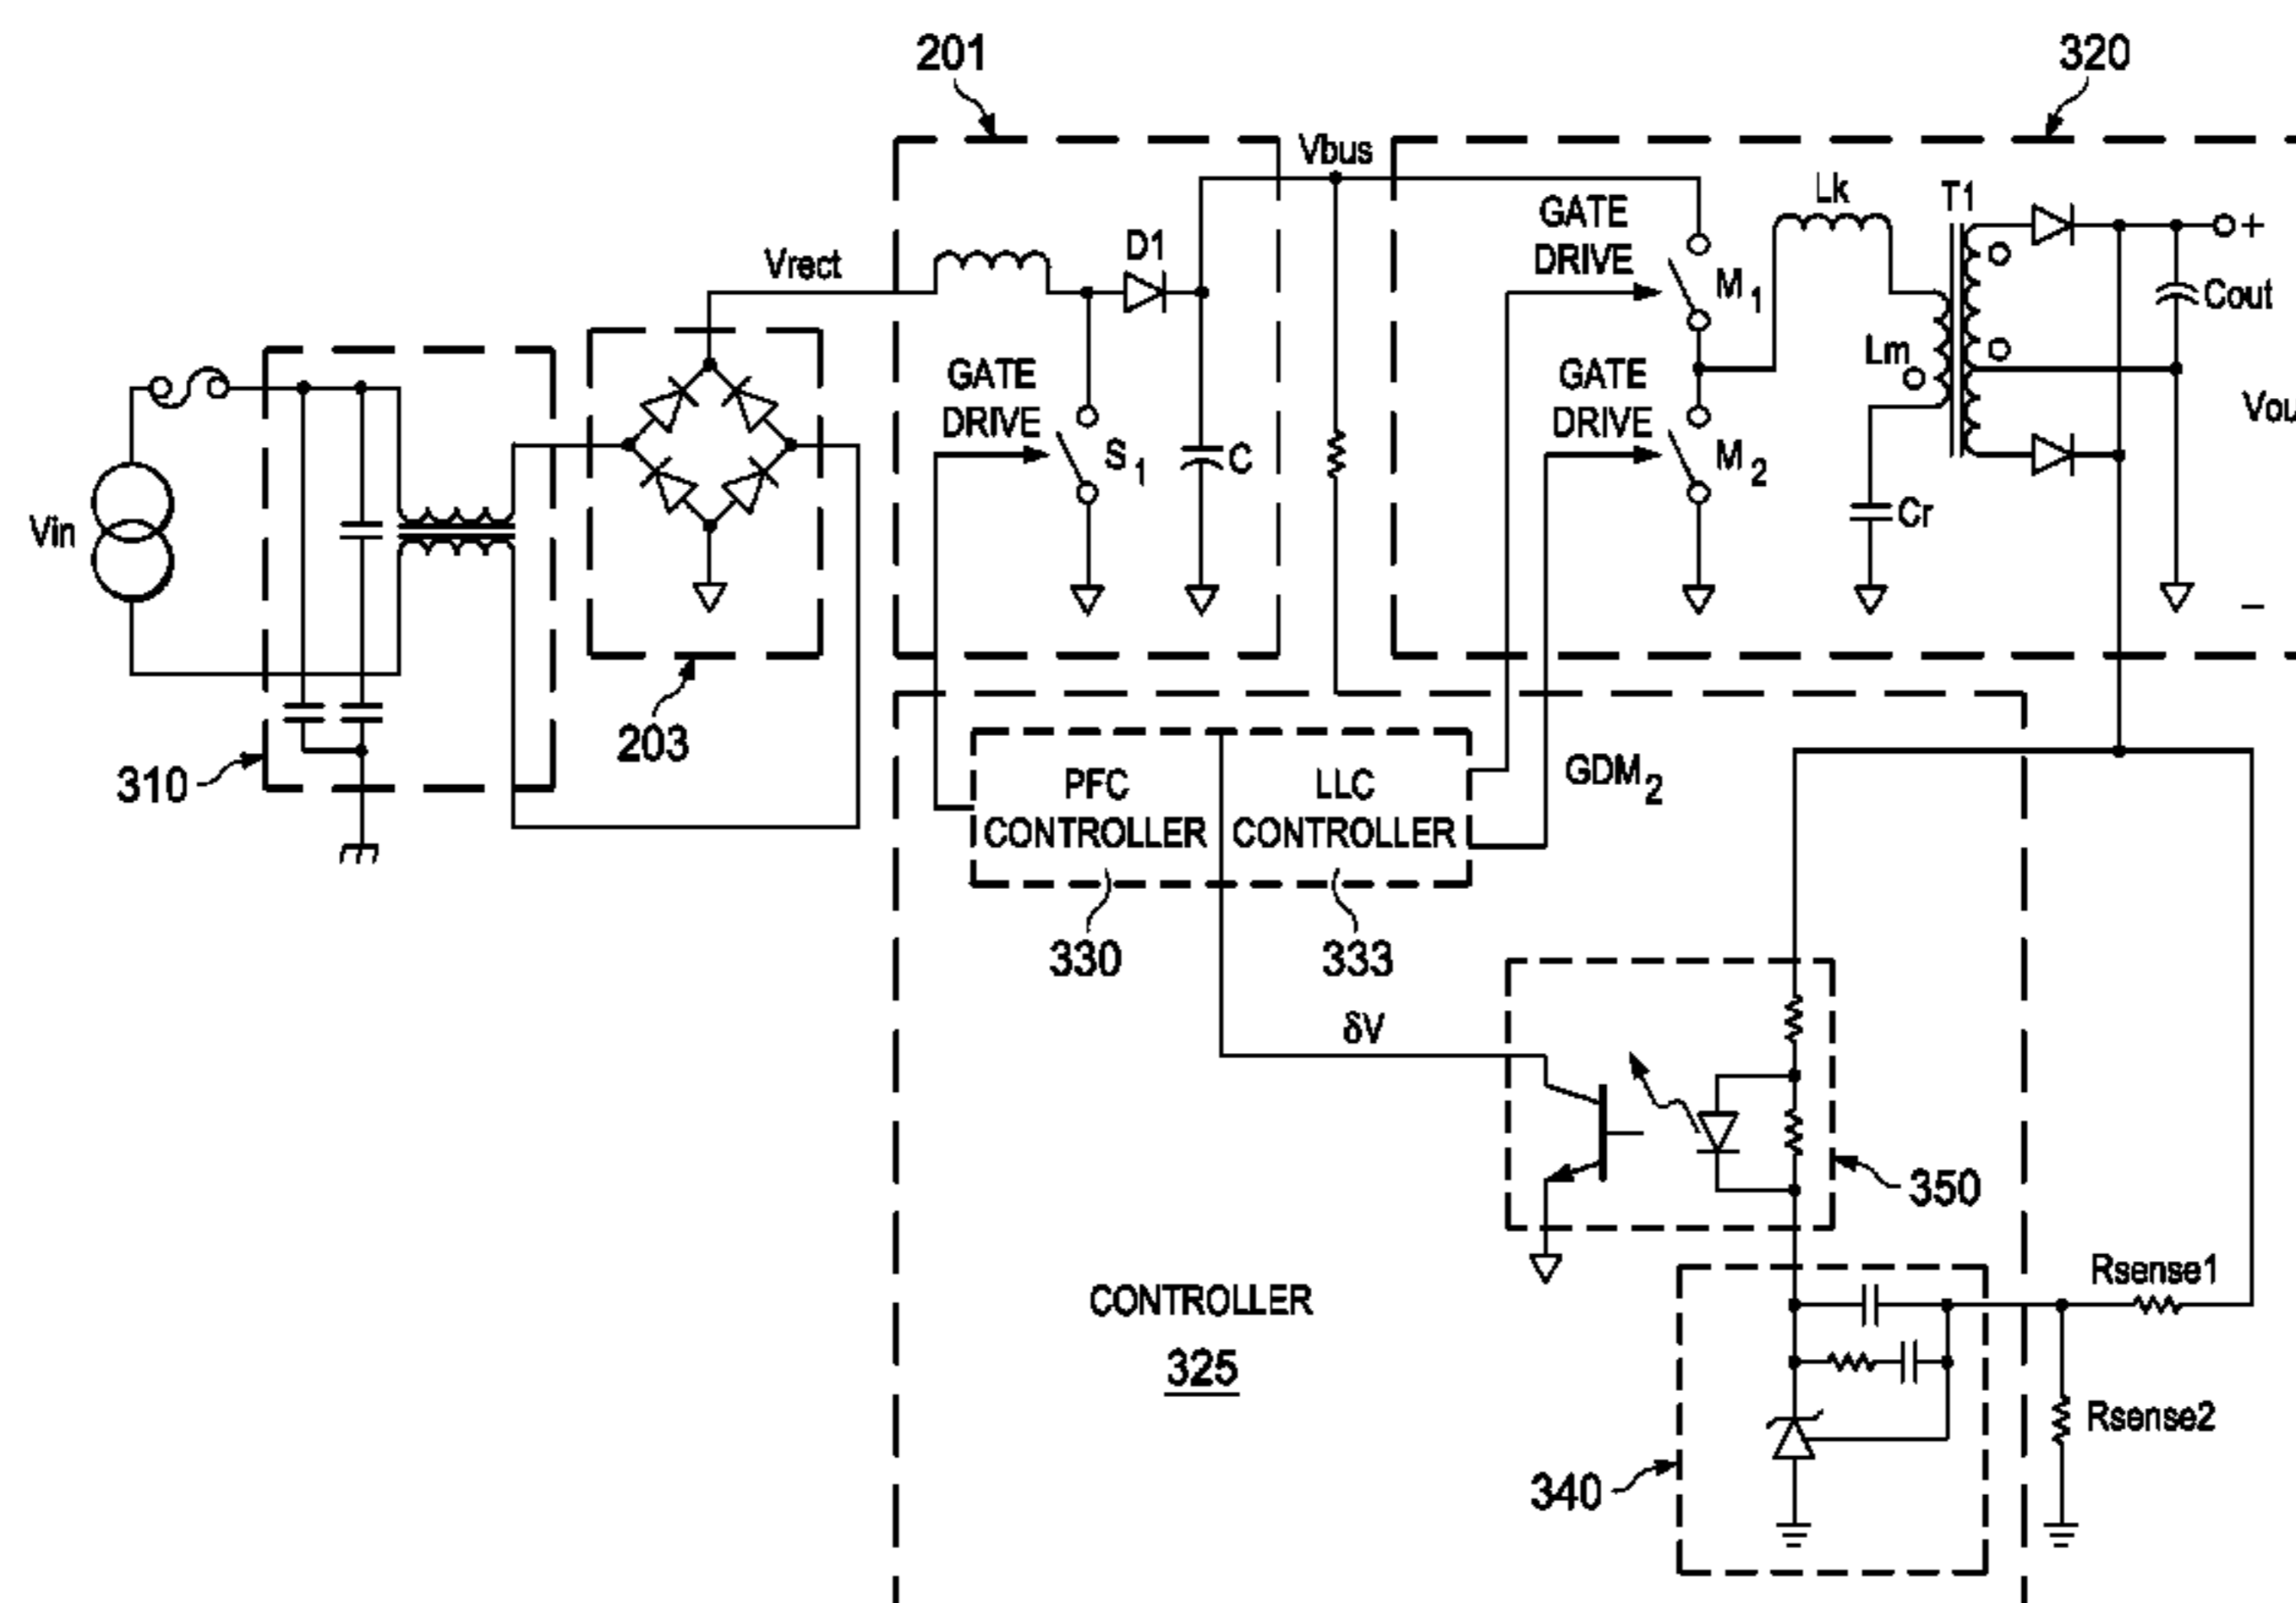 201
320
Vbus
Vrect
D1
GATE
DRIVE
S1
C
GATE
DRIVE
M1
GATE
DRIVE
M2
Lk
T1
Lm
Cr
+
Cout
Vou
–
Vin
310
203
PFC
CONTROLLER
LLC
CONTROLLER
GDM2
330
333
δV
350
CONTROLLER
325
Rsense1
Rsense2
340